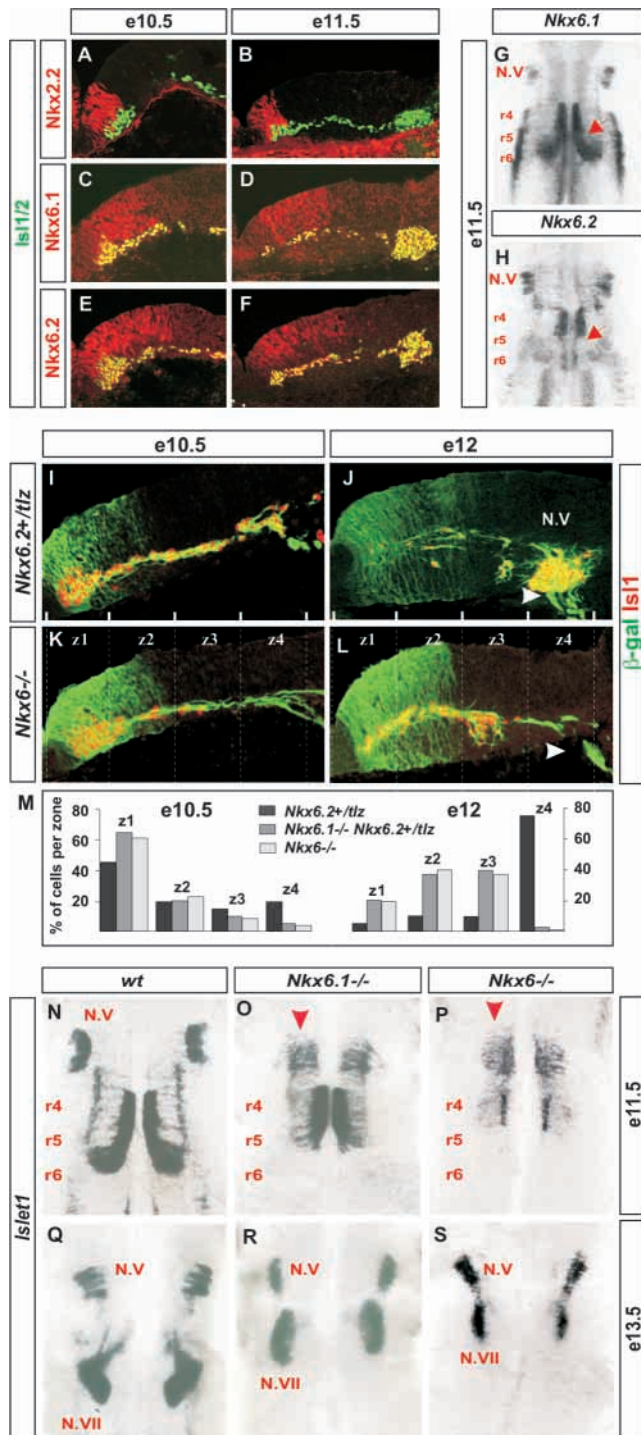 e10.5 e11.5 Nkx6.1
Isl1/2
Nkx2.2
A B G
N.V
r4
r5
r6
Nkx6.1
C D
e11.5
Nkx6.2
H
N.V
r4
r5
r6
Nkx6.2
E F
e10.5 e12
Nkx6.2+/tlz
I J
N.V
β-gal Isl1
Nkx6-/-
K z1 z2 z3 z4
L z1 z2 z3 z4
M e10.5 e12
Nkx6.2+/tlz
Nkx6.1-/- Nkx6.2+/tlz
Nkx6-/-
% of cells per zone
80
60
40
20
z1 z2 z3 z4
z1 z2 z3 z4
80
60
40
20
wt Nkx6.1-/- Nkx6-/-
Islet1
N N.V O P
r4 r4
r5 r5
r6 r6
e11.5
Q N.V R N.V S N.V
N.VII N.VII N.VII
e13.5